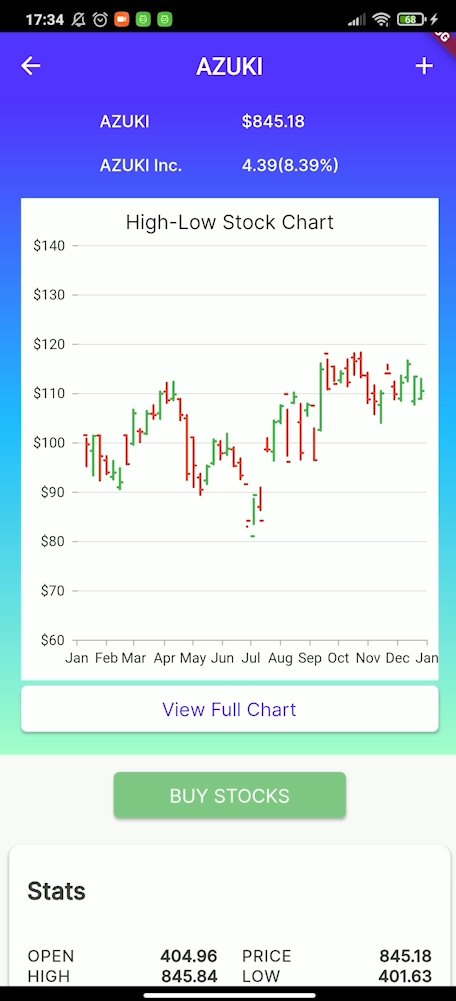 17:34 68
AZUKI
AZUKI $845.18
AZUKI Inc. 4.39(8.39%)
High-Low Stock Chart
$140
$130
$120
$110
$100
$90
$80
$70
$60
Jan Feb Mar Apr May Jun Jul Aug Sep Oct Nov Dec Jan
View Full Chart
BUY STOCKS
Stats
OPEN 404.96 PRICE 845.18
HIGH 845.84 LOW 401.63